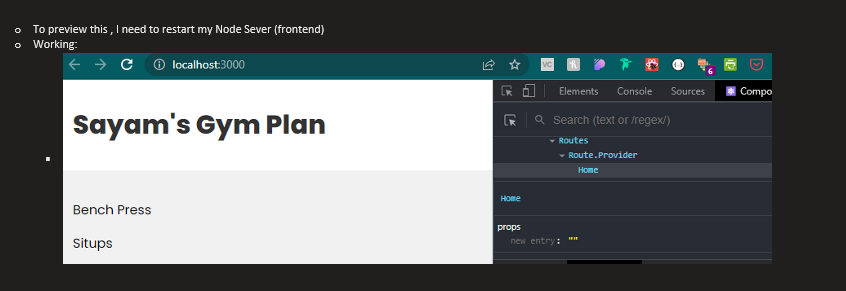 To preview this , I need to restart my Node Sever (frontend)
Working:
localhost:3000
VC
6
Elements Console Sources Compo
Sayam's Gym Plan
Search (text or /regex/)
Routes
Route.Provider
Home
Home
Bench Press
props
new entry: ""
Situps